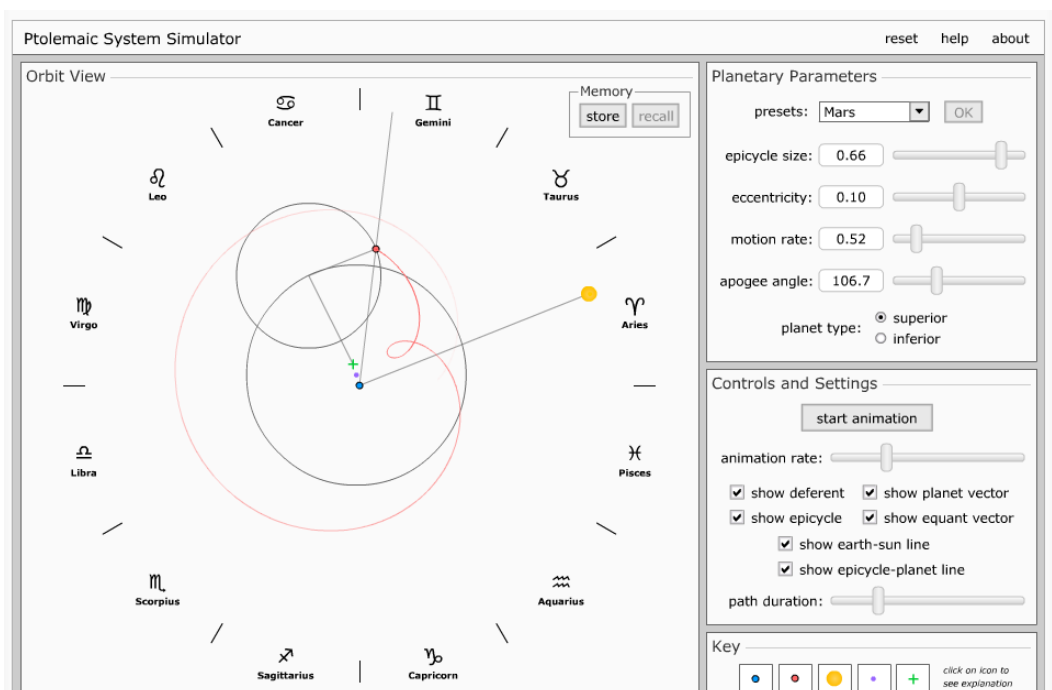 Ptolemaic System Simulator
reset help about
Orbit View
Memory
store recall
♋
Cancer
♊
Gemini
♌
Leo
♉
Taurus
♍
Virgo
♈
Aries
♎
Libra
♓
Pisces
♏
Scorpius
♒
Aquarius
♐
Sagittarius
♑
Capricorn
Planetary Parameters
presets: Mars OK
epicycle size: 0.66
eccentricity: 0.10
motion rate: 0.52
apogee angle: 106.7
planet type: superior
inferior
Controls and Settings
start animation
animation rate:
show deferent show planet vector
show epicycle show equant vector
show earth-sun line
show epicycle-planet line
path duration:
Key
click on icon to
see explanation